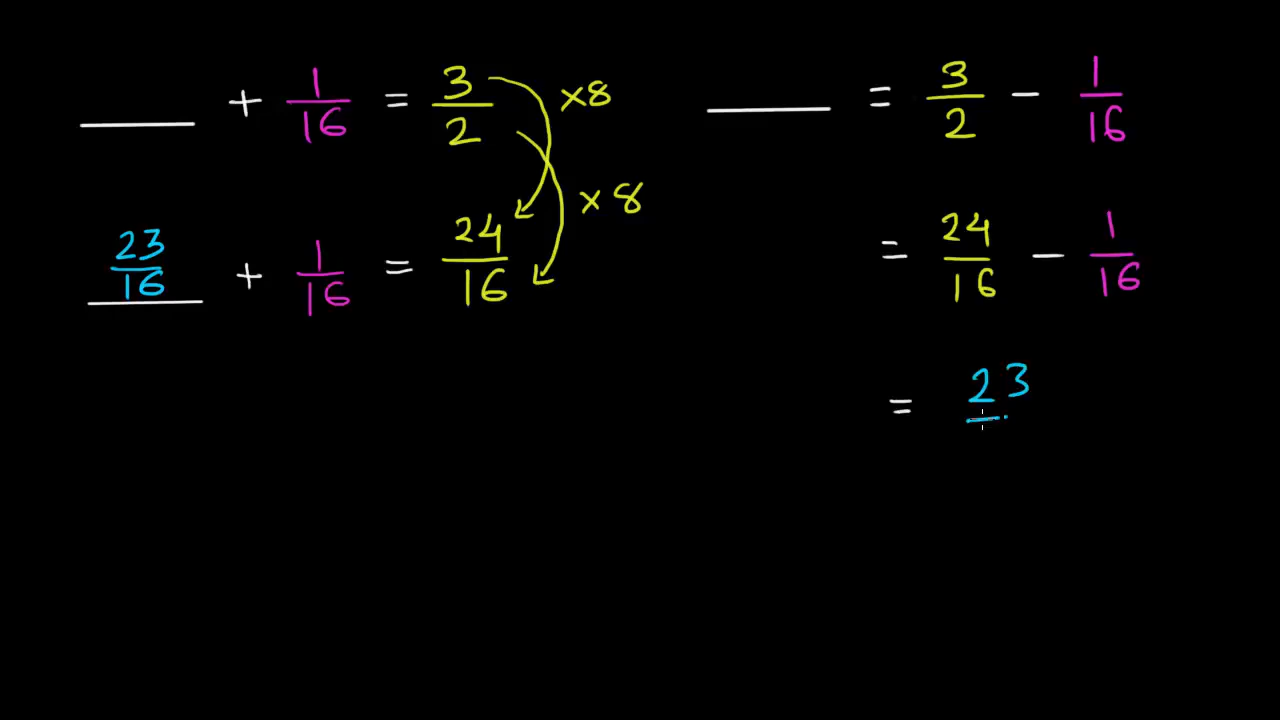 ___ + 1/16 = 3/2 ×8
×8
23/16 + 1/16 = 24/16
___ = 3/2 − 1/16
= 24/16 − 1/16
= 23